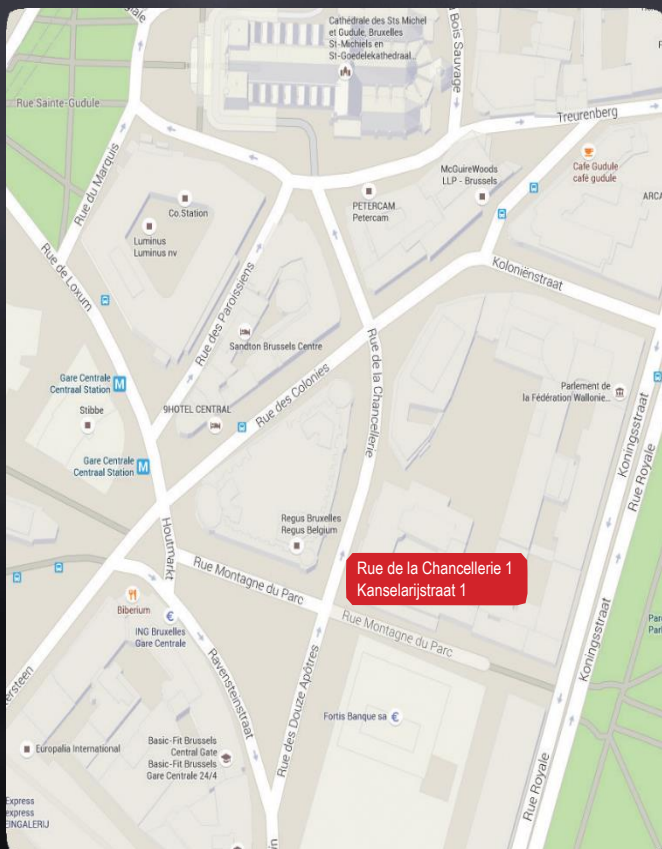 Cathédrale des Sts Michel
et Gudule, Bruxelles
St-Michiels en
St-Goedelekathedraal...
Bois Sauvage
Rue Sainte-Gudule
Treurenberg
Rue du Marquis
Cafe Gudule
café gudule
McGuireWoods
LLP - Brussels
PETERCAM
Petercam
ARCA
Co.Station
Luminus
Luminus nv
Rue de Loxum
Koloniënstraat
Rue des Paroissiens
Sandton Brussels Centre
Rue de la Chancellerie
Rue des Colonies
Gare Centrale
Centraal Station
Stibbe
9HOTEL CENTRAL
Parlement de
la Fédération Wallonie...
Koningsstraat
Rue Royale
Gare Centrale
Centraal Station
Houtmarkt
Regus Bruxelles
Regus Belgium
Rue Montagne du Parc
Rue de la Chancellerie 1
Kanselarijstraat 1
Biberium
ING Bruxelles
Gare Centrale
Rue Montagne du Parc
Koningsstraat
Ravensteinstraat
Rue des Douze Apôtres
Fortis Banque sa
Europalia International
Basic-Fit Brussels
Central Gate
Basic-Fit Brussels
Gare Centrale 24/4
Rue Royale
Express
express
EINGALERIJ